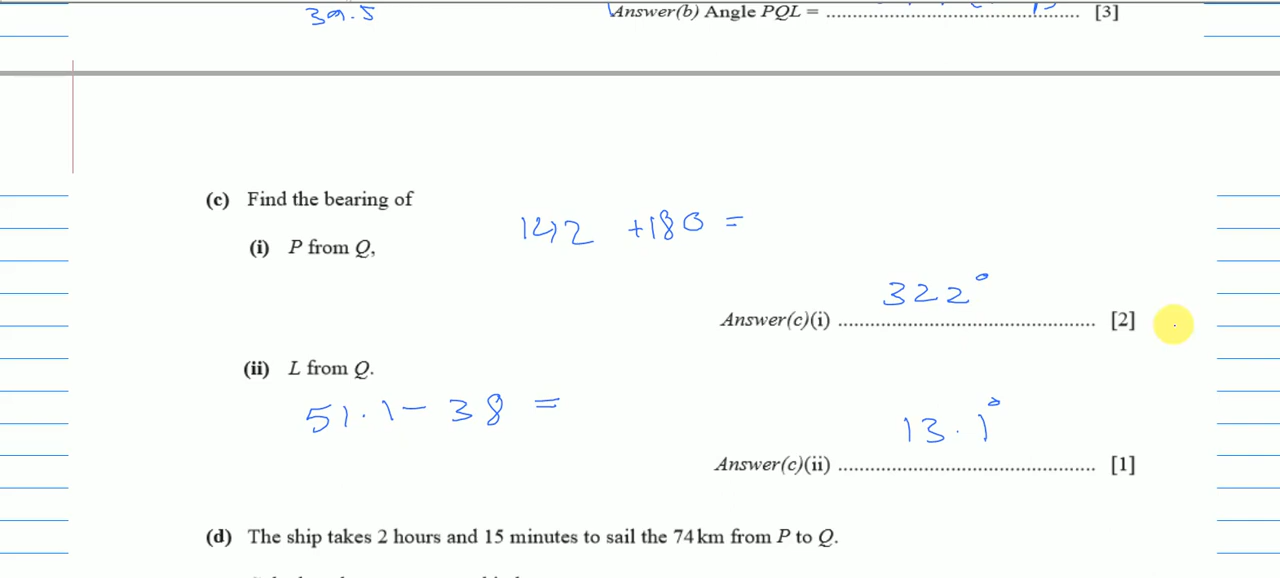 39.5
Answer(b) Angle PQL = ........................................ [3]
(c) Find the bearing of
142 +180 =
(i) P from Q,
322°
Answer(c)(i) ............................................... [2]
(ii) L from Q.
51.1 - 38 =
13.1°
Answer(c)(ii) ............................................... [1]
(d) The ship takes 2 hours and 15 minutes to sail the 74 km from P to Q.